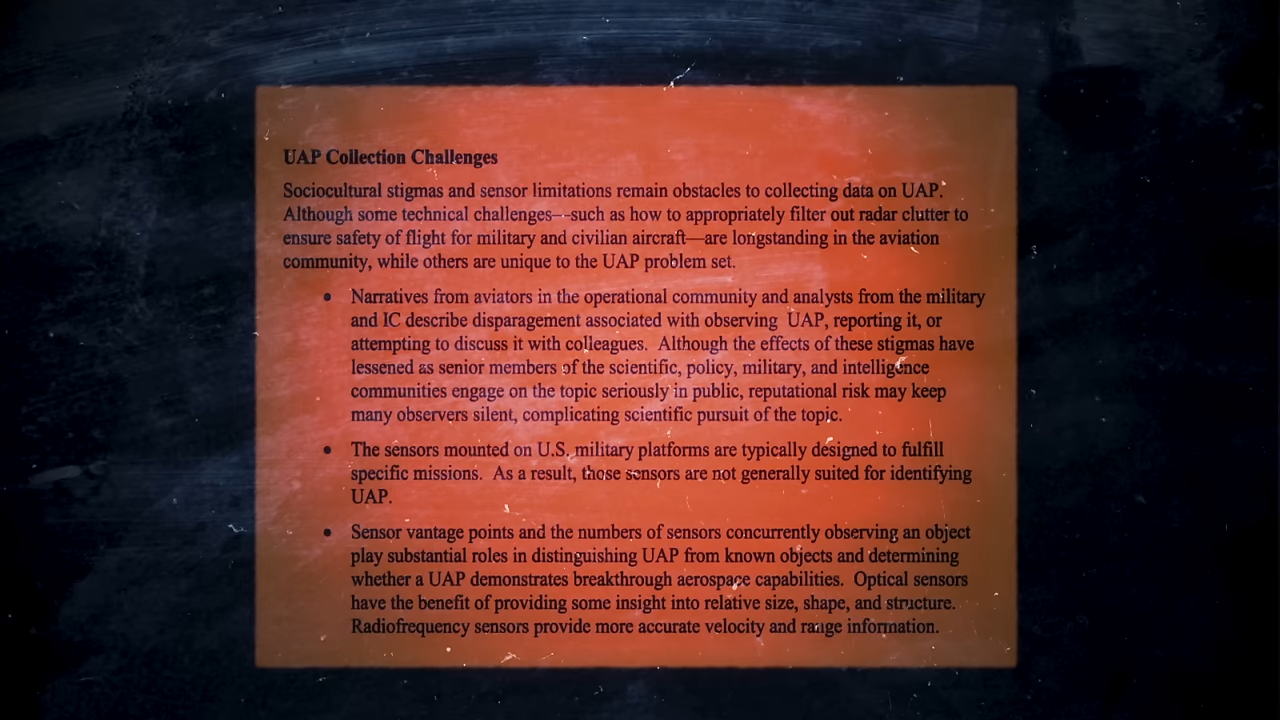 UAP Collection Challenges
Sociocultural stigmas and sensor limitations remain obstacles to collecting data on UAP.
Although some technical challenges—-such as how to appropriately filter out radar clutter to
ensure safety of flight for military and civilian aircraft—are longstanding in the aviation
community, while others are unique to the UAP problem set.
• Narratives from aviators in the operational community and analysts from the military
and IC describe disparagement associated with observing  UAP, reporting it, or
attempting to discuss it with colleagues.  Although the effects of these stigmas have
lessened as senior members of the scientific, policy, military, and intelligence
communities engage on the topic seriously in public, reputational risk may keep
many observers silent, complicating scientific pursuit of the topic.
• The sensors mounted on U.S. military platforms are typically designed to fulfill
specific missions.  As a result, those sensors are not generally suited for identifying
UAP.
• Sensor vantage points and the numbers of sensors concurrently observing an object
play substantial roles in distinguishing UAP from known objects and determining
whether a UAP demonstrates breakthrough aerospace capabilities.  Optical sensors
have the benefit of providing some insight into relative size, shape, and structure.
Radiofrequency sensors provide more accurate velocity and range information.